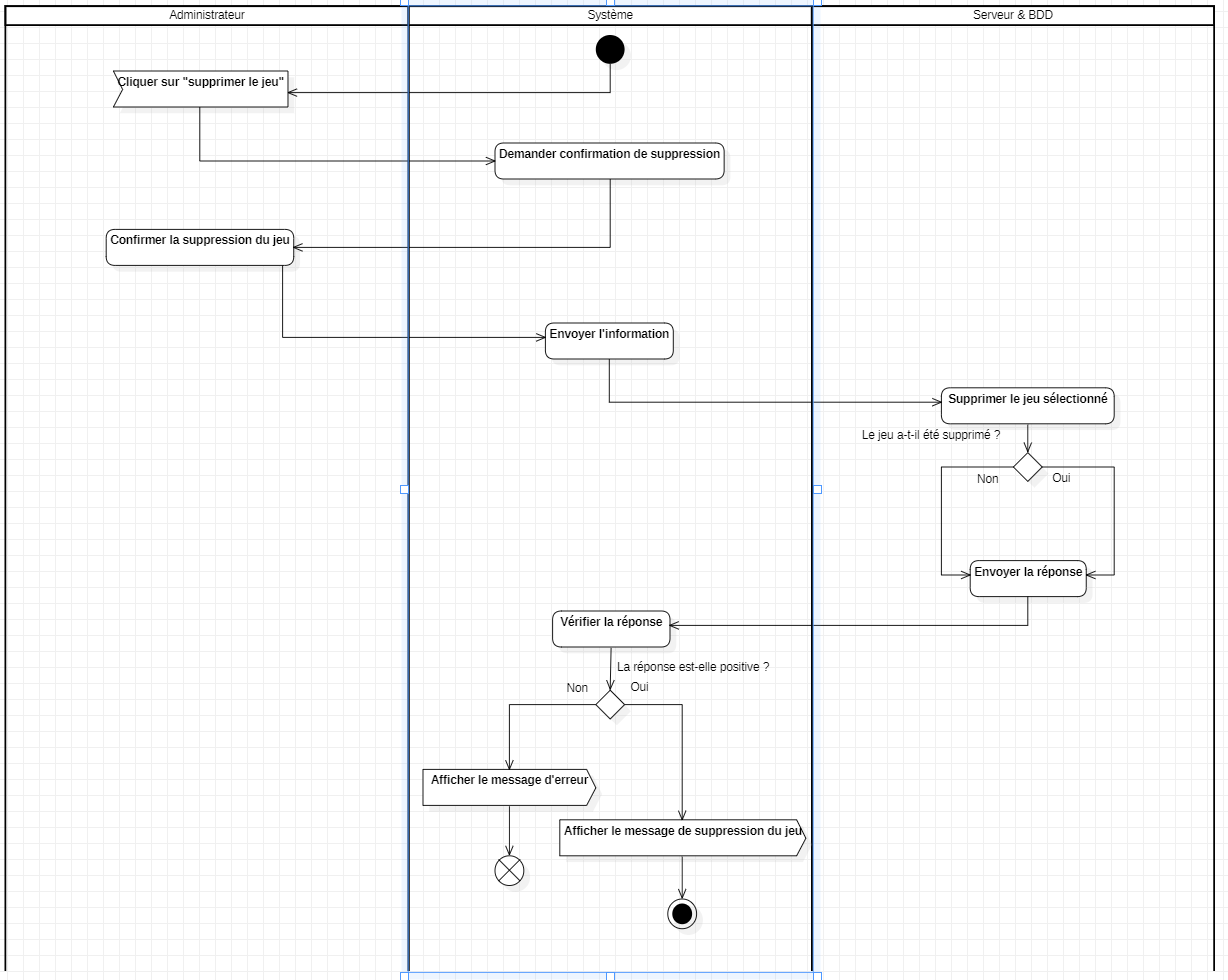 Administrateur
Système
Serveur & BDD
Cliquer sur "supprimer le jeu"
Demander confirmation de suppression
Confirmer la suppression du jeu
Envoyer l'information
Supprimer le jeu sélectionné
Le jeu a-t-il été supprimé ?
Non
Oui
Envoyer la réponse
Vérifier la réponse
La réponse est-elle positive ?
Non
Oui
Afficher le message d'erreur
Afficher le message de suppression du jeu